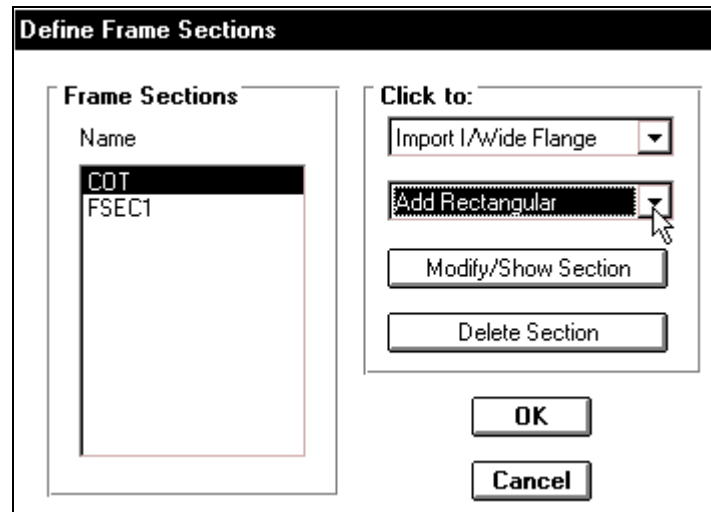 Define Frame Sections
Frame Sections
Name
COT
FSEC1
Click to:
Import I/Wide Flange
Add Rectangular
Modify/Show Section
Delete Section
OK
Cancel